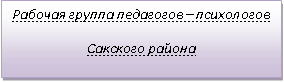 Рабочая группа педагогов – психологов
Сакского района